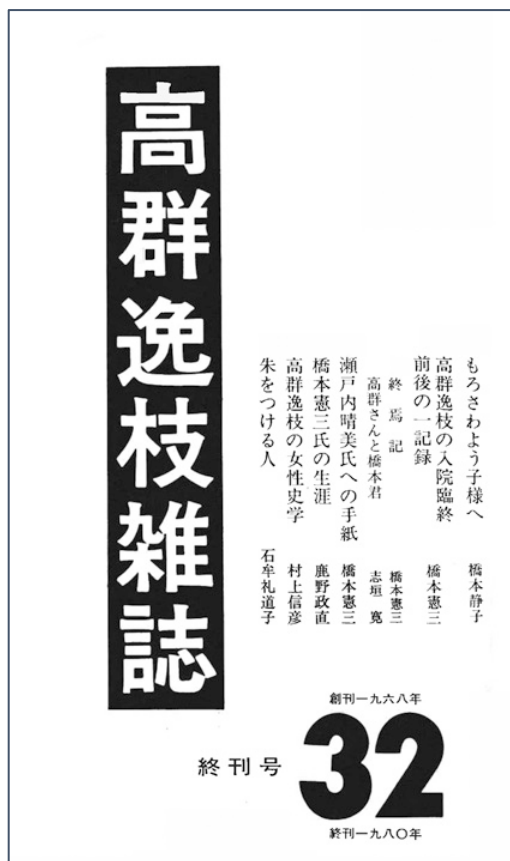 高群逸枝雑誌
もろさわよう子様へ 橋本静子
高群逸枝の入院臨終
前後の一記録 橋本憲三
終焉記 橋本憲三
高群さんと橋本君 志垣 寛
瀬戸内晴美氏への手紙 橋本憲三
橋本憲三氏の生涯 鹿野政直
高群逸枝の女性史学 村上信彦
朱をつける人 石牟礼道子
創刊一九六八年
終刊号
32
終刊一九八〇年